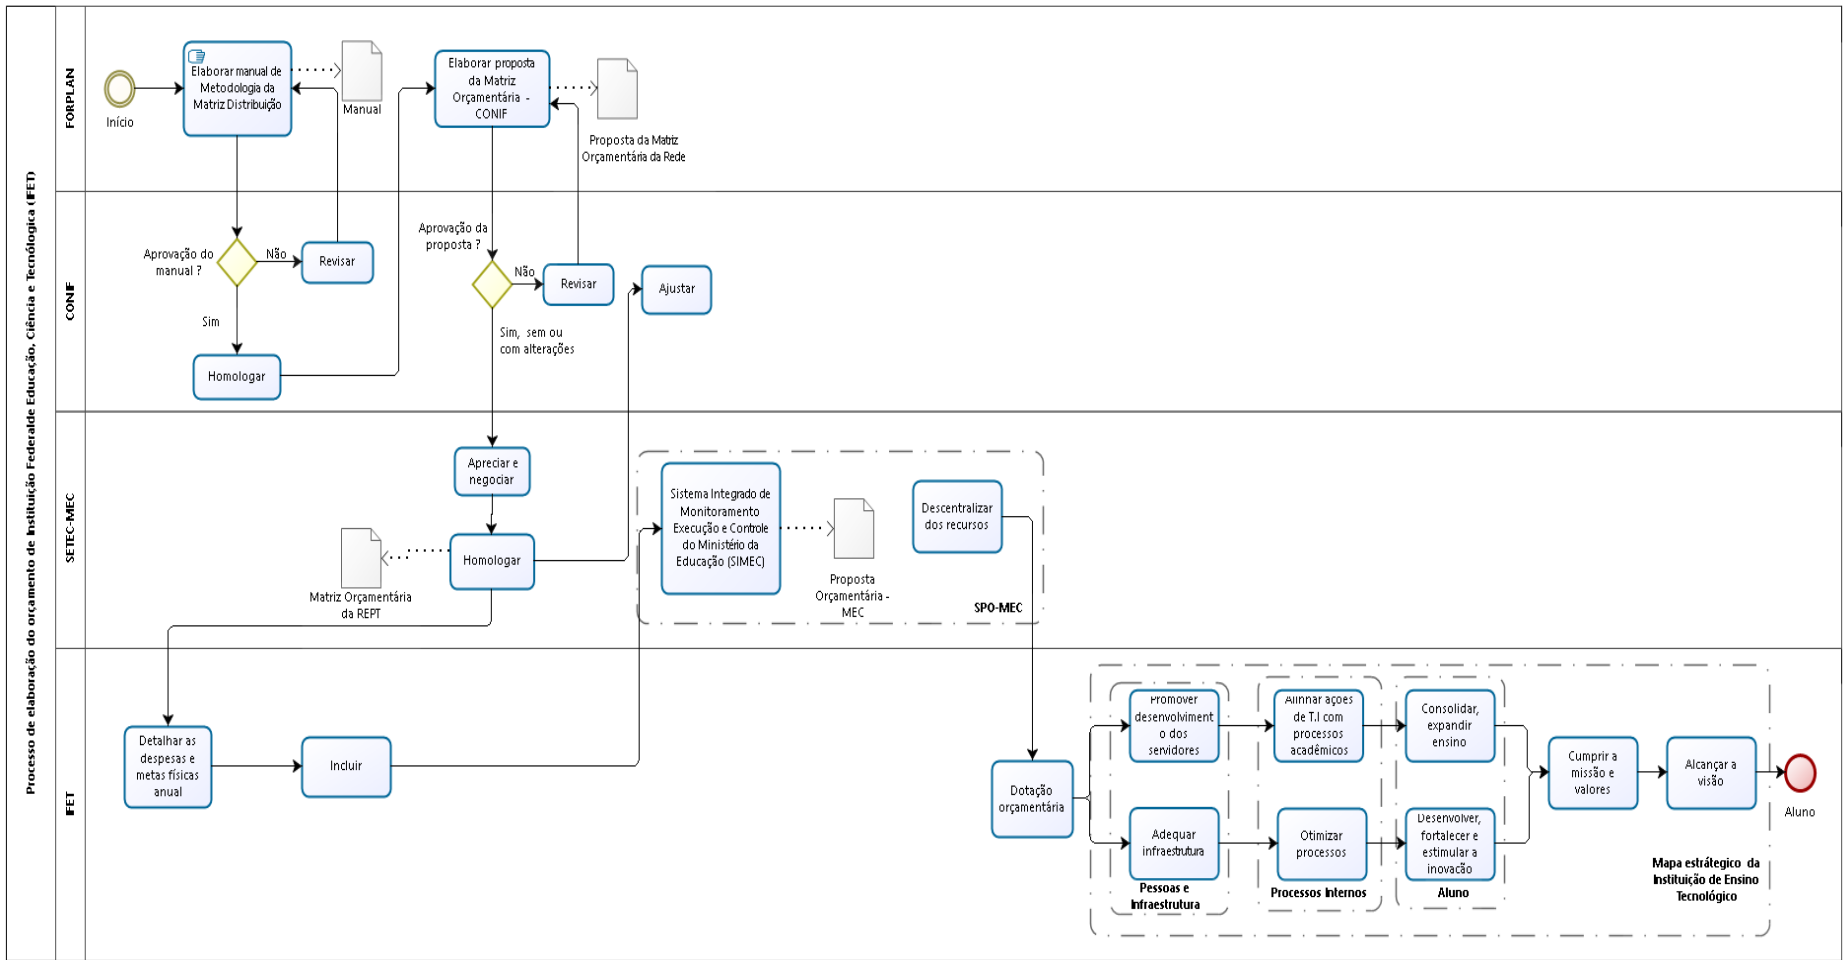 Processo de elaboração do orçamento de Instituição Federalde Educação, Ciência e Tecnólogica (IFET)
FORPLAN
Início
Elaborar manual de
Metodologia da
Matriz Distribuição
Manual
Elaborar proposta
da Matriz
Orçamentária -
CONIF
Proposta da Matriz
Orçamentária da Rede
CONIF
Aprovação do
manual ?
Não
Revisar
Sim
Homologar
Aprovação da
proposta ?
Não
Revisar
Ajustar
Sim, sem ou
com alterações
SETEC-MEC
Apreciar e
negociar
Homologar
Matriz Orçamentária
da REPT
Sistema Integrado de
Monitoramento
Execução e Controle
do Ministério da
Educação (SIMEC)
Proposta
Orçamentária -
MEC
Descentralizar
dos recursos
SPO-MEC
IFET
Detalhar as
despesas e
metas físicas
anual
Incluir
Dotação
orçamentária
Promover
desenvolviment
o dos
servidores
Adequar
infraestrutura
Pessoas e
Infraestrutura
Alinhar ações
de T.I com
processos
acadêmicos
Otimizar
processos
Processos Internos
Consolidar,
expandir
ensino
Desenvolver,
fortalecer e
estimular a
inovacão
Aluno
Cumprir a
missão e
valores
Alcançar a
visão
Aluno
Mapa estrátegico da
Instituição de Ensino
Tecnológico